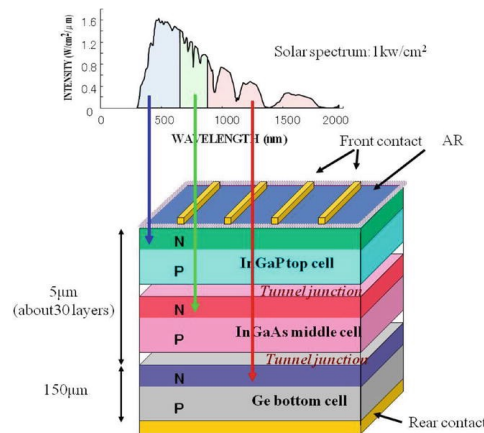 INTENSITY (W/cm²/μm)
1.6
1.2
0.8
0.4
0
0
500
1000
1500
2000
WAVELENGTH (nm)
Solar spectrum:1kw/cm²
Front contact
AR
N
InGaP top cell
P
Tunnel junction
N
InGaAs middle cell
P
Tunnel junction
N
Ge bottom cell
P
5μm
(about30 layers)
150μm
Rear contact